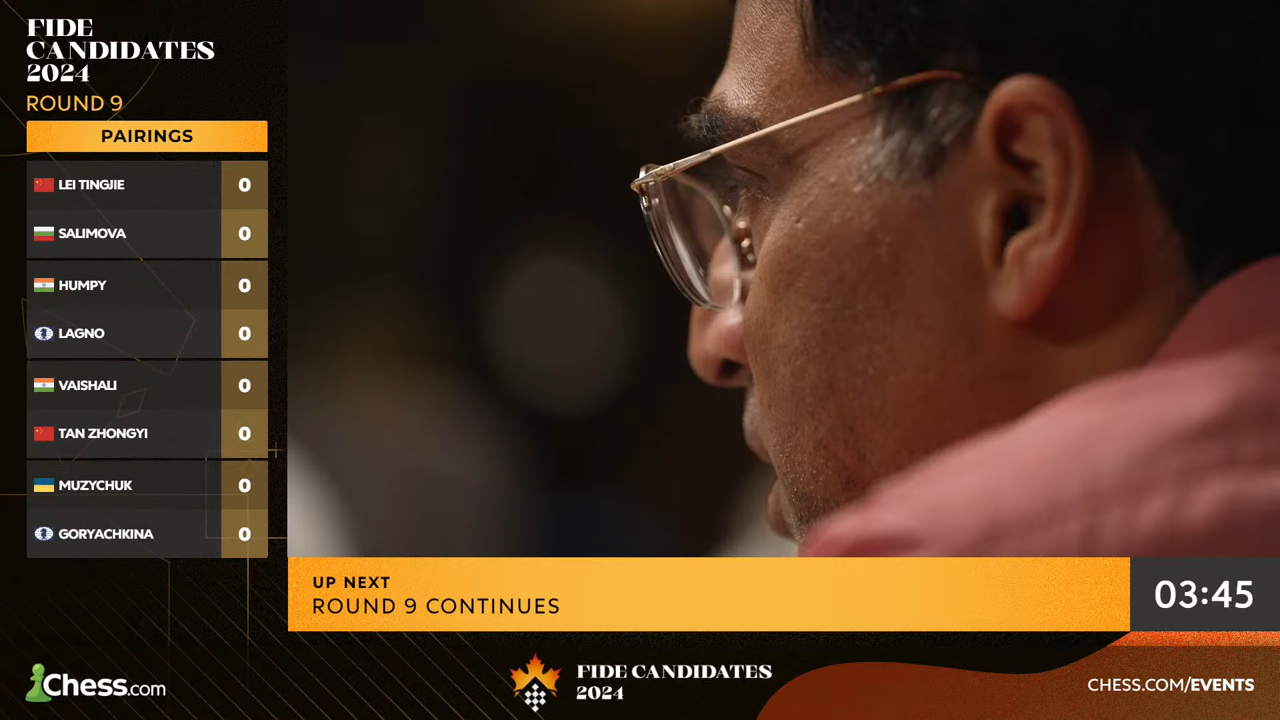 FIDE
CANDIDATES
2024
ROUND 9
PAIRINGS
LEI TINGJIE 0
SALIMOVA 0
HUMPY 0
LAGNO 0
VAISHALI 0
TAN ZHONGYI 0
MUZYCHUK 0
GORYACHKINA 0
UP NEXT
ROUND 9 CONTINUES
03:45
Chess.com
FIDE CANDIDATES
2024
CHESS.COM/EVENTS